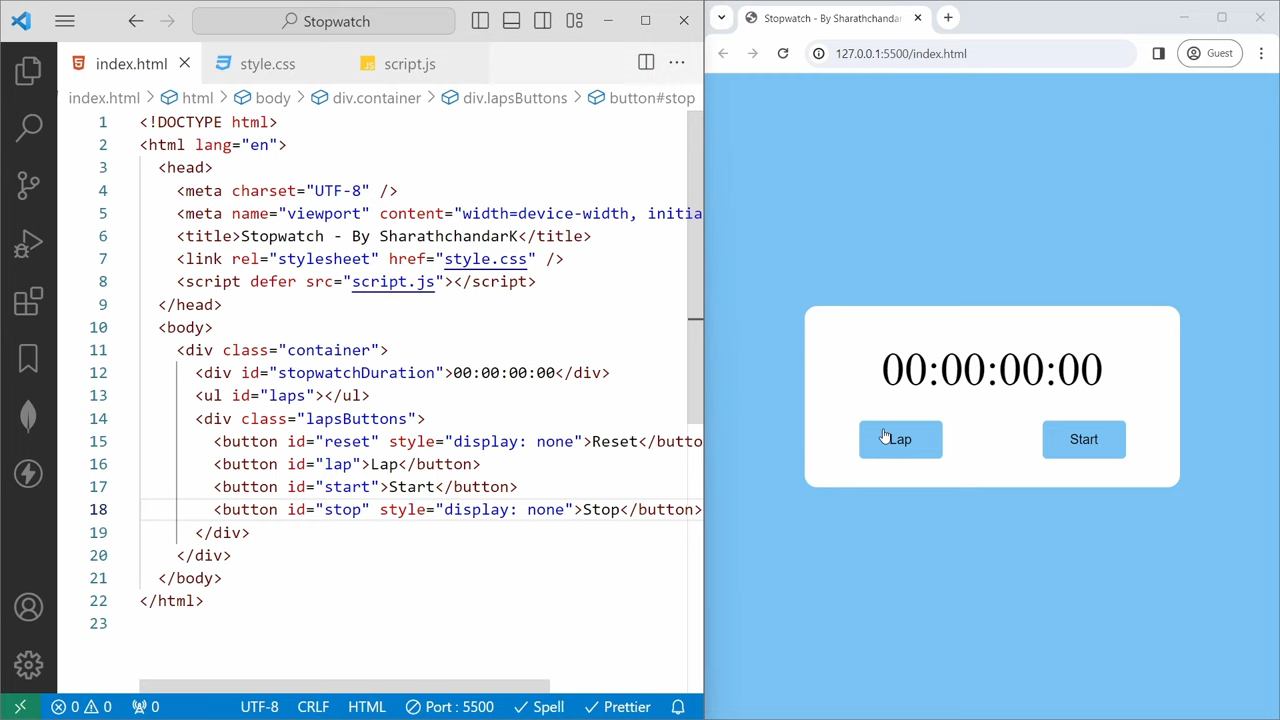 Stopwatch
index.html
style.css
JS
script.js
index.html > html > body > div.container > div.lapsButtons > button#stop
1 <!DOCTYPE html>
2 <html lang="en">
3 <head>
4 <meta charset="UTF-8" />
5 <meta name="viewport" content="width=device-width, initia
6 <title>Stopwatch - By SharathchandarK</title>
7 <link rel="stylesheet" href="style.css" />
8 <script defer src="script.js"></script>
9 </head>
10 <body>
11 <div class="container">
12 <div id="stopwatchDuration">00:00:00:00</div>
13 <ul id="laps"></ul>
14 <div class="lapsButtons">
15 <button id="reset" style="display: none">Reset</butto
16 <button id="lap">Lap</button>
17 <button id="start">Start</button>
18 <button id="stop" style="display: none">Stop</button>
19 </div>
20 </div>
21 </body>
22 </html>
23
0 0 0 UTF-8 CRLF HTML Port : 5500 Spell Prettier
Stopwatch - By Sharathchandar
127.0.0.1:5500/index.html
Guest
00:00:00:00
Lap
Start